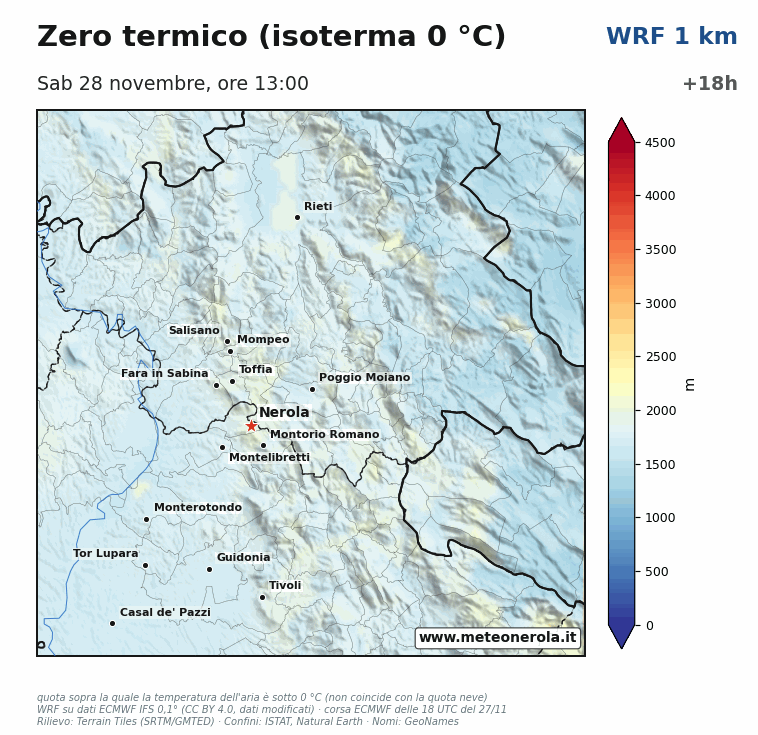 Zero termico (isoterma 0 °C)
WRF 1 km
Sab 28 novembre, ore 13:00
+18h
4500
4000
3500
3000
2500
2000
1500
1000
500
0
m
Rieti
Salisano
Mompeo
Toffia
Fara in Sabina
Poggio Moiano
Nerola
Montorio Romano
Montelibretti
Monterotondo
Tor Lupara
Guidonia
Tivoli
Casal de' Pazzi
www.meteonerola.it
quota sopra la quale la temperatura dell'aria è sotto 0 °C (non coincide con la quota neve)
WRF su dati ECMWF IFS 0,1° (CC BY 4.0, dati modificati) · corsa ECMWF delle 18 UTC del 27/11
Rilievo: Terrain Tiles (SRTM/GMTED) · Confini: ISTAT, Natural Earth · Nomi: GeoNames